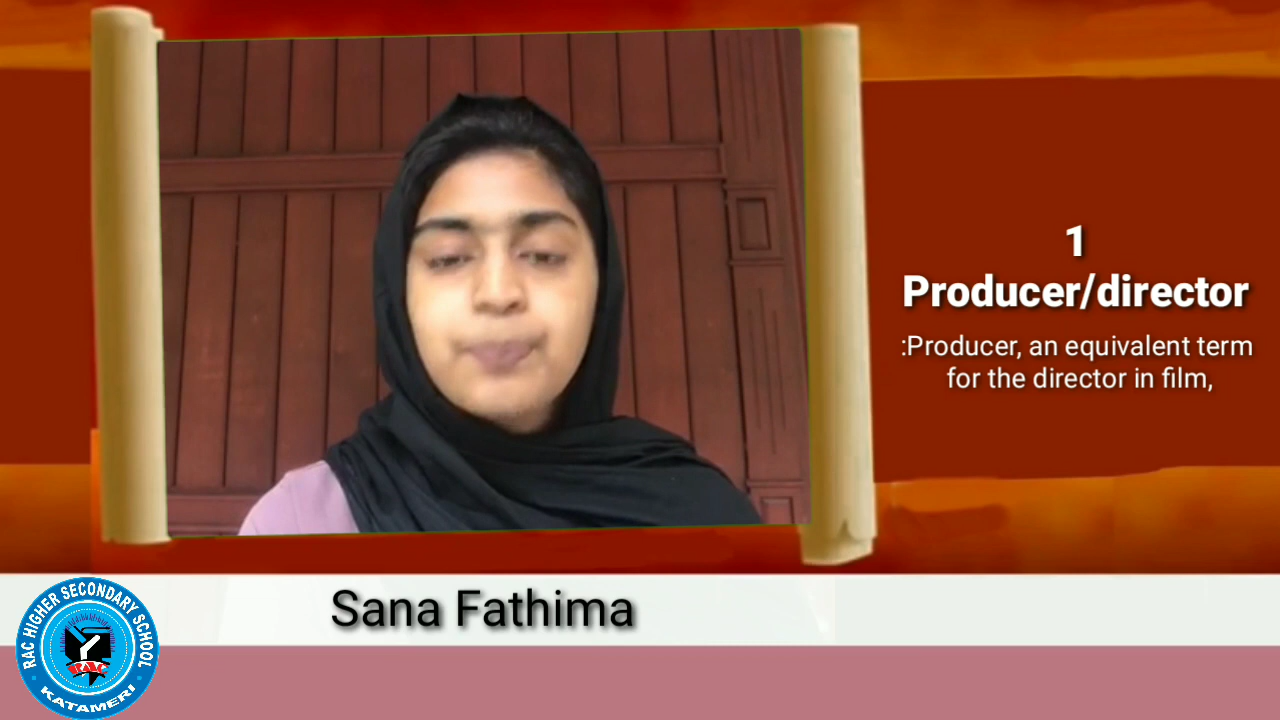 1
Producer/director
:Producer, an equivalent term
for the director in film,
Sana Fathima
RAC HIGHER SECONDARY SCHOOL
RAC
KATAMERI